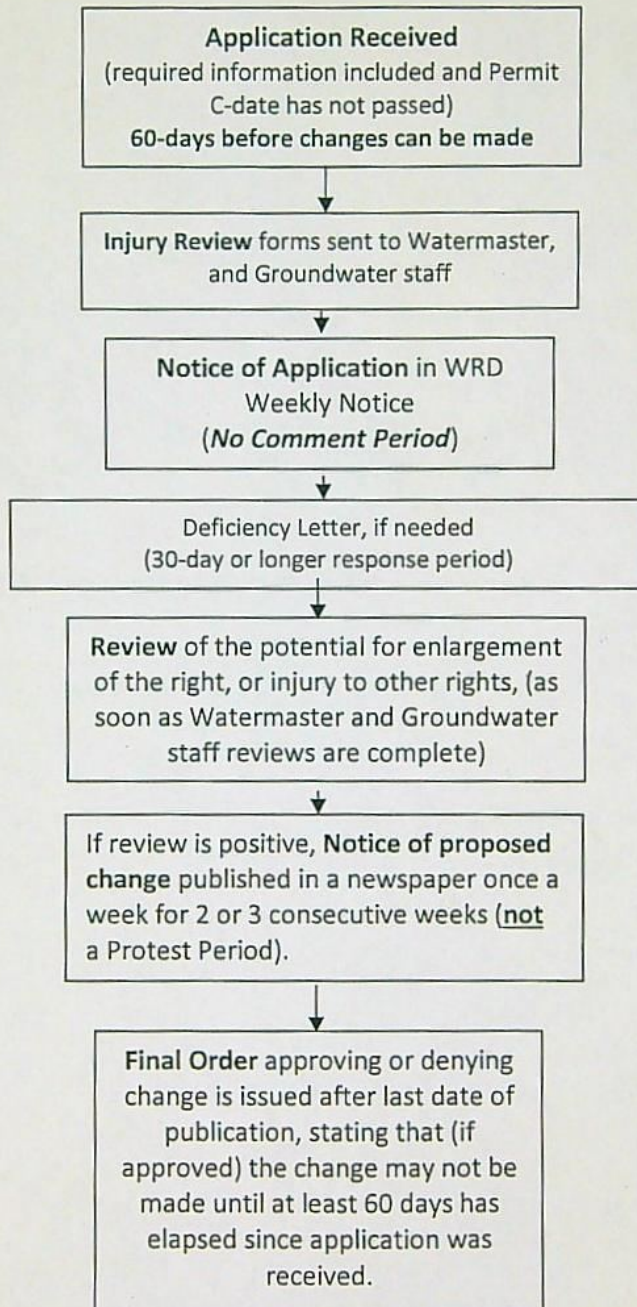 Application Received
(required information included and Permit
C-date has not passed)
60-days before changes can be made
Injury Review forms sent to Watermaster,
and Groundwater staff
Notice of Application in WRD
Weekly Notice
(No Comment Period)
Deficiency Letter, if needed
(30-day or longer response period)
Review of the potential for enlargement
of the right, or injury to other rights, (as
soon as Watermaster and Groundwater
staff reviews are complete)
If review is positive, Notice of proposed
change published in a newspaper once a
week for 2 or 3 consecutive weeks (not
a Protest Period).
Final Order approving or denying
change is issued after last date of
publication, stating that (if
approved) the change may not be
made until at least 60 days has
elapsed since application was
received.